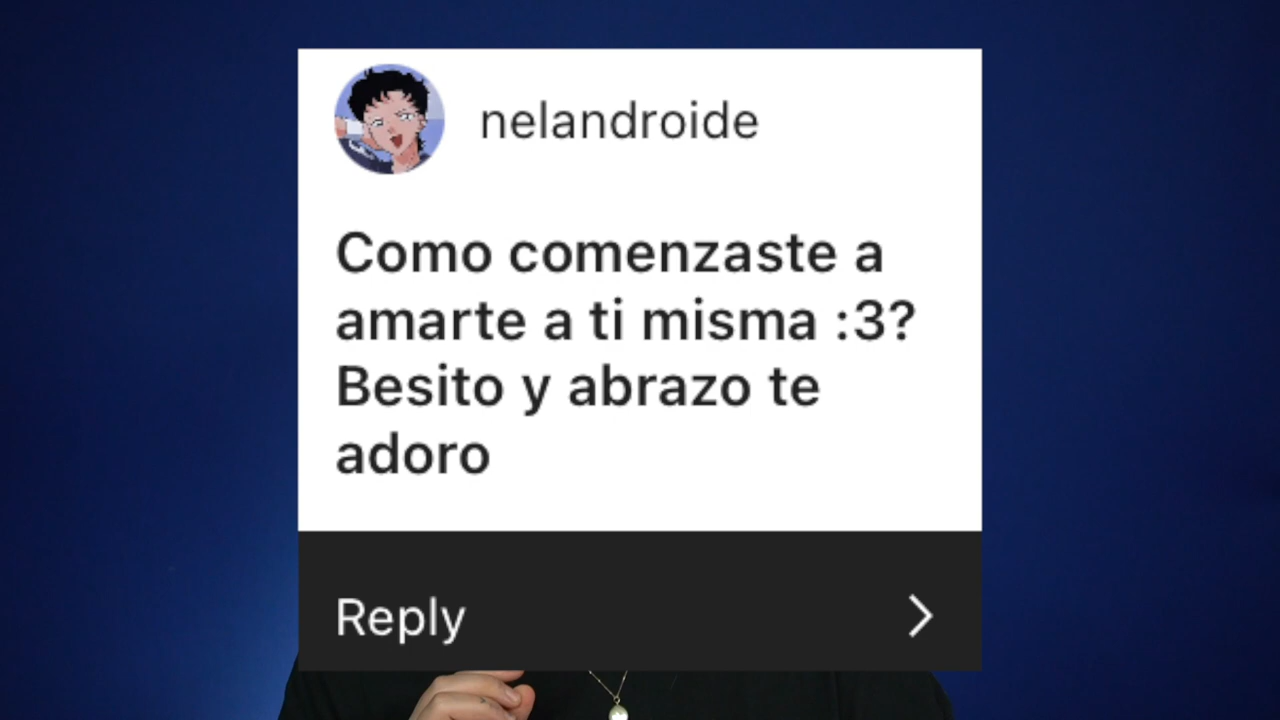 nelandroide
Como comenzaste a
amarte a ti misma :3?
Besito y abrazo te
adoro
Reply